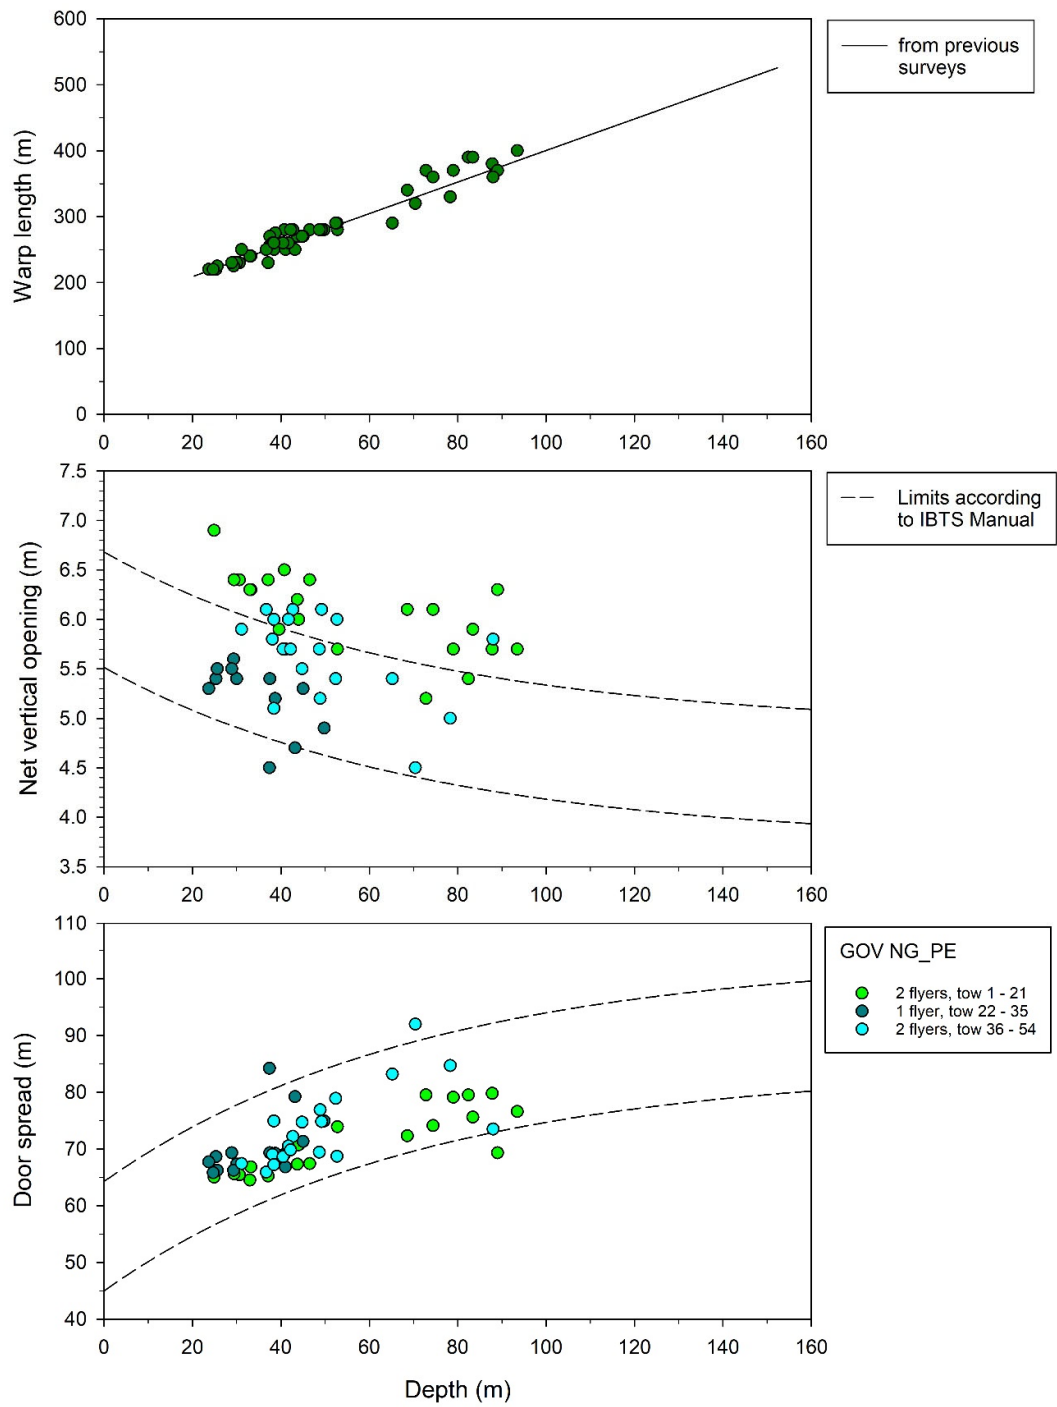 600
500
400
300
200
100
0
Warp length (m)
0 20 40 60 80 100 120 140 160
from previous
surveys
7.5
7.0
6.5
6.0
5.5
5.0
4.5
4.0
3.5
Net vertical opening (m)
0 20 40 60 80 100 120 140 160
Limits according
to IBTS Manual
110
100
90
80
70
60
50
40
Door spread (m)
0 20 40 60 80 100 120 140 160
Depth (m)
GOV NG_PE
2 flyers, tow 1 - 21
1 flyer, tow 22 - 35
2 flyers, tow 36 - 54